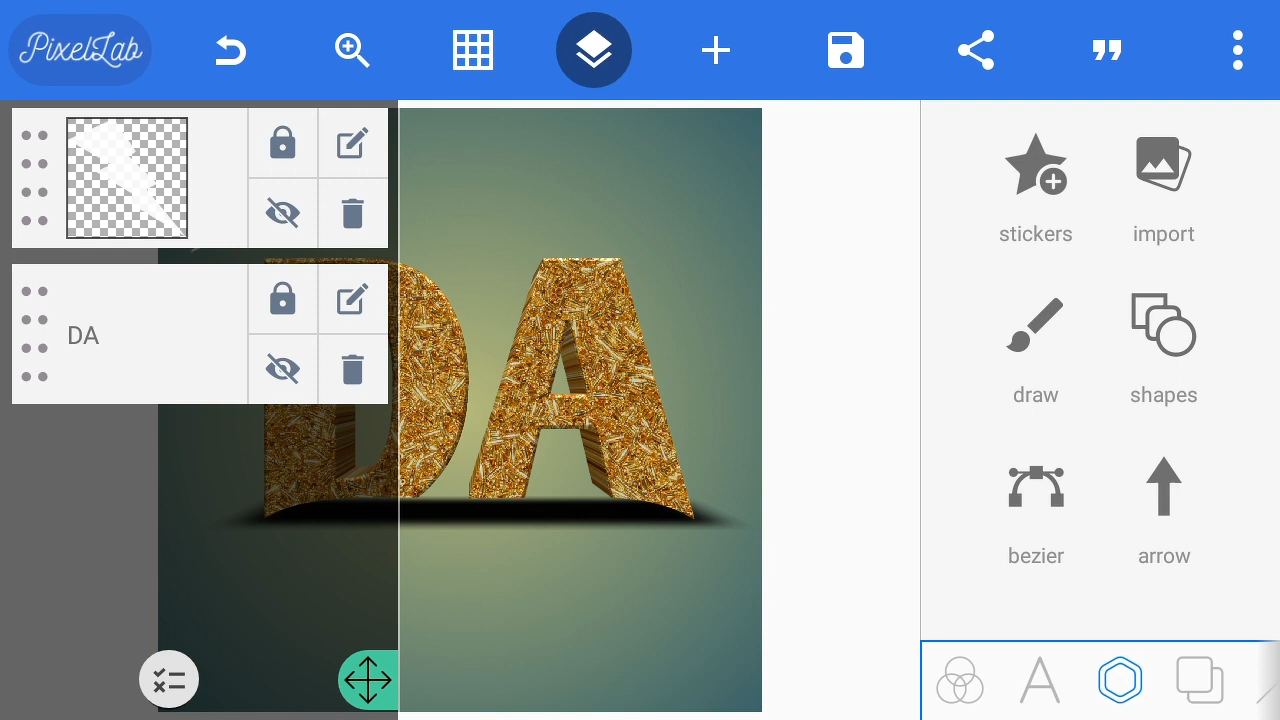 PixelLab
DA
DA
stickers
import
draw
shapes
bezier
arrow